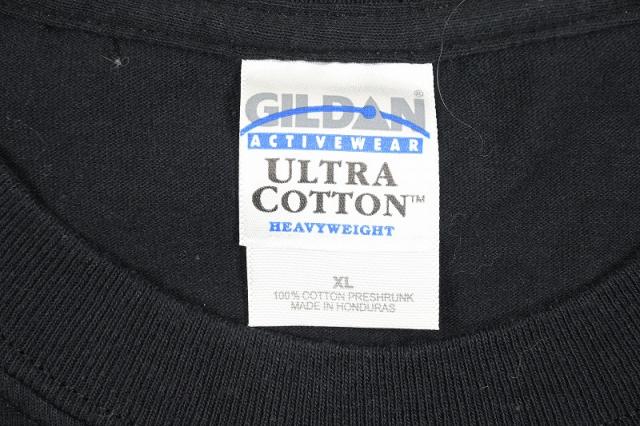 GILDAN®
ACTIVEWEAR
ULTRA
COTTON™
HEAVYWEIGHT
XL
100% COTTON PRESHRUNK
MADE IN HONDURAS